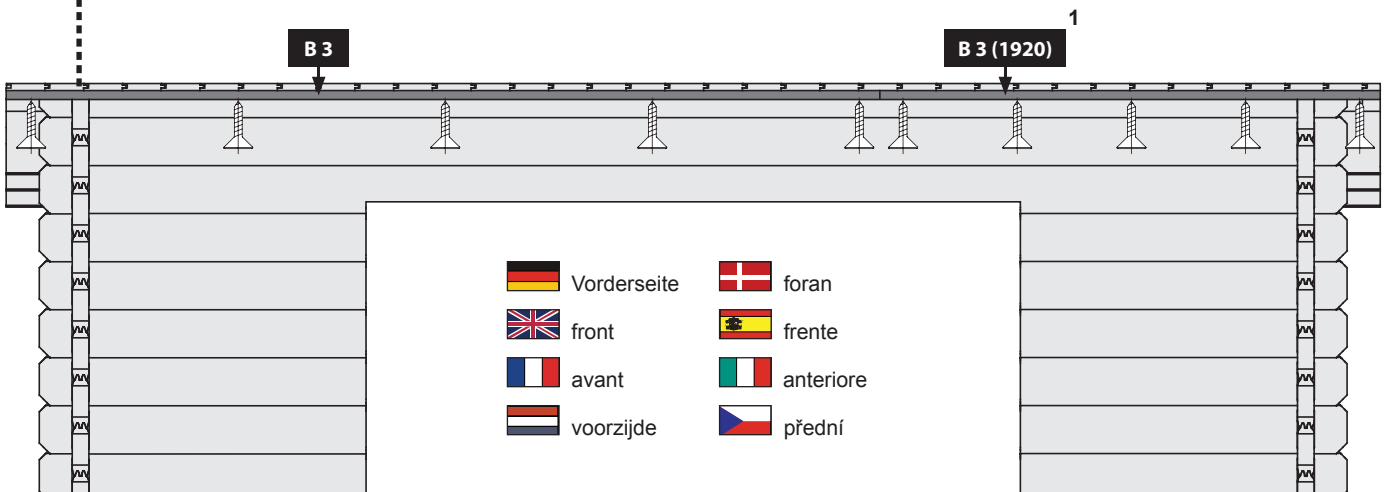 1
B 3
B 3 (1920)
Vorderseite
foran
front
frente
avant
anteriore
voorzijde
přední